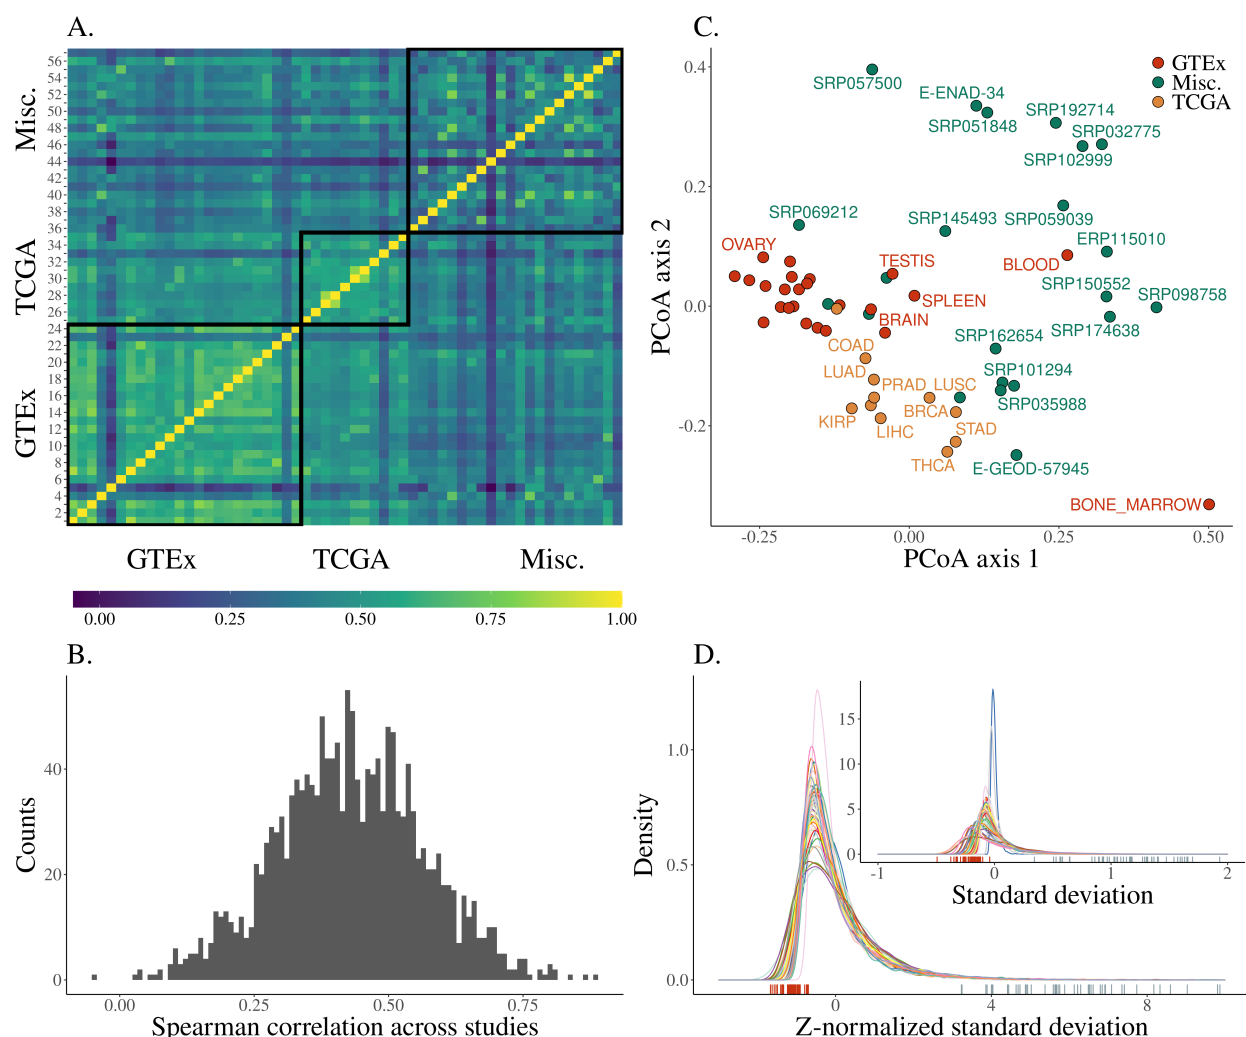 A.
Misc.
TCGA
GTEx
56
54
52
50
48
46
44
42
40
38
36
34
32
30
28
26
24
22
20
18
16
14
12
10
8
6
4
2
GTEx TCGA Misc.
0.00 0.25 0.50 0.75 1.00
B.
Counts
40
20
0
0.00 0.25 0.50 0.75
Spearman correlation across studies
C.
PCoA axis 2
0.4
0.2
0.0
-0.2
GTEx
Misc.
TCGA
SRP057500
E-ENAD-34
SRP051848
SRP192714
SRP032775
SRP102999
SRP069212
SRP145493
SRP059039
ERP115010
OVARY
TESTIS
BLOOD
SRP150552
SRP098758
SPLEEN
BRAIN
SRP174638
COAD
SRP162654
LUAD
SRP101294
PRAD
LUSC
SRP035988
BRCA
KIRP
LIHC
STAD
THCA
E-GEOD-57945
BONE_MARROW
-0.25 0.00 0.25 0.50
PCoA axis 1
D.
Density
1.0
0.5
0.0
0 4 8
Z-normalized standard deviation
15
10
5
0
-1 0 1 2
Standard deviation